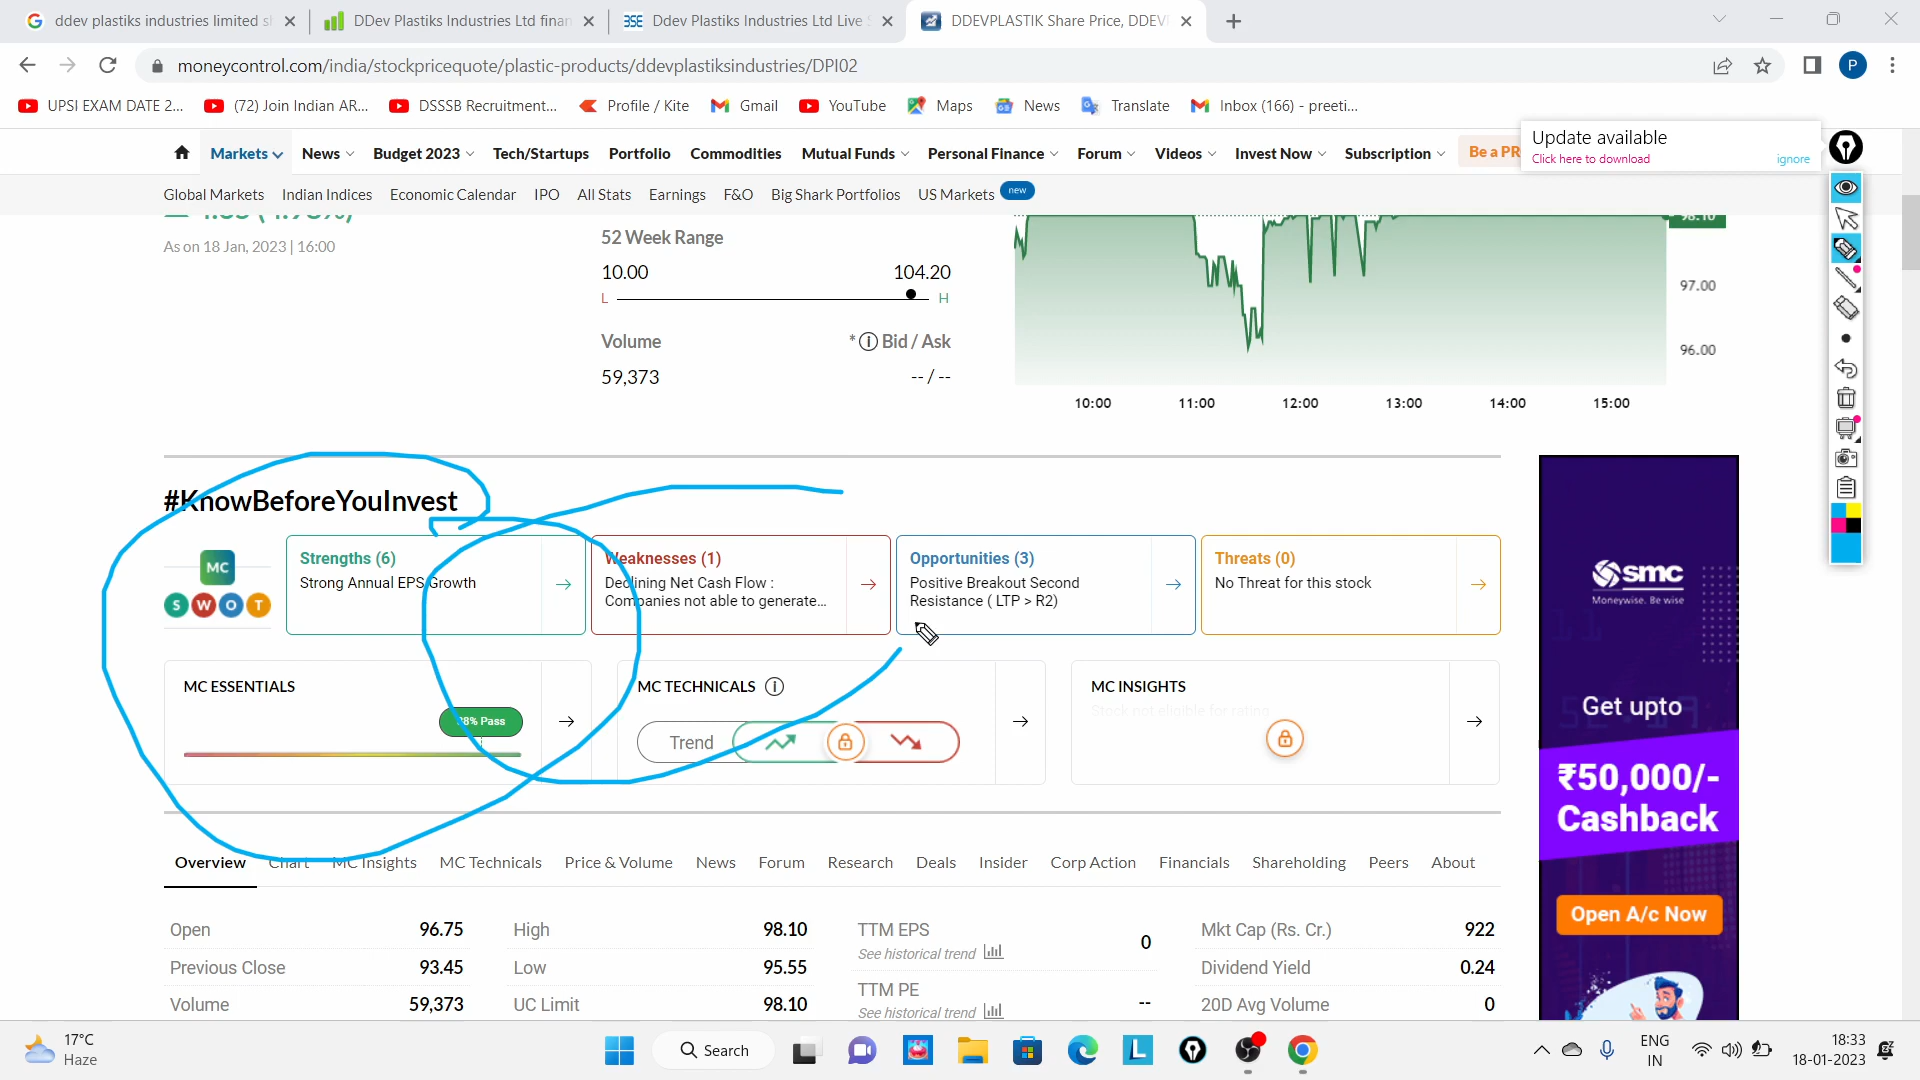 ddev plastiks industries limited s
DDev Plastiks Industries Ltd finan
Ddev Plastiks Industries Ltd Live
DDEVPLASTIK Share Price, DDEV
moneycontrol.com/india/stockpricequote/plastic-products/ddevplastiksindustries/DPI02
P
UPSI EXAM DATE 2...
(72) Join Indian AR...
DSSSB Recruitment...
Profile / Kite
Gmail
YouTube
Maps
News
Translate
Inbox (166) - preeti...
Markets
News
Budget 2023
Tech/Startups
Portfolio
Commodities
Mutual Funds
Personal Finance
Forum
Videos
Invest Now
Subscription
Be a PR
Update available
Click here to download
ignore
Global Markets
Indian Indices
Economic Calendar
IPO
All Stats
Earnings
F&O
Big Shark Portfolios
US Markets
new
As on 18 Jan, 2023 | 16:00
52 Week Range
10.00 104.20
L H
Volume * i Bid / Ask
59,373 -- / --
98.10
97.00
96.00
10:00 11:00 12:00 13:00 14:00 15:00
#KnowBeforeYouInvest
MC
S W O T
Strengths (6)
Strong Annual EPS Growth
Weaknesses (1)
Declining Net Cash Flow :
Companies not able to generate...
Opportunities (3)
Positive Breakout Second
Resistance ( LTP > R2)
Threats (0)
No Threat for this stock
MC ESSENTIALS
Pass
MC TECHNICALS i
Trend
MC INSIGHTS
Stock not eligible for rating
Overview
Chart
MC Insights
MC Technicals
Price & Volume
News
Forum
Research
Deals
Insider
Corp Action
Financials
Shareholding
Peers
About
Open 96.75
Previous Close 93.45
Volume 59,373
High 98.10
Low 95.55
UC Limit 98.10
TTM EPS 0
See historical trend
TTM PE --
See historical trend
Mkt Cap (Rs. Cr.) 922
Dividend Yield 0.24
20D Avg Volume 0
smc
Moneywise. Be wise
Get upto
₹50,000/-
Cashback
Open A/c Now
17°C
Haze
Search
ENG
IN
18:33
18-01-2023